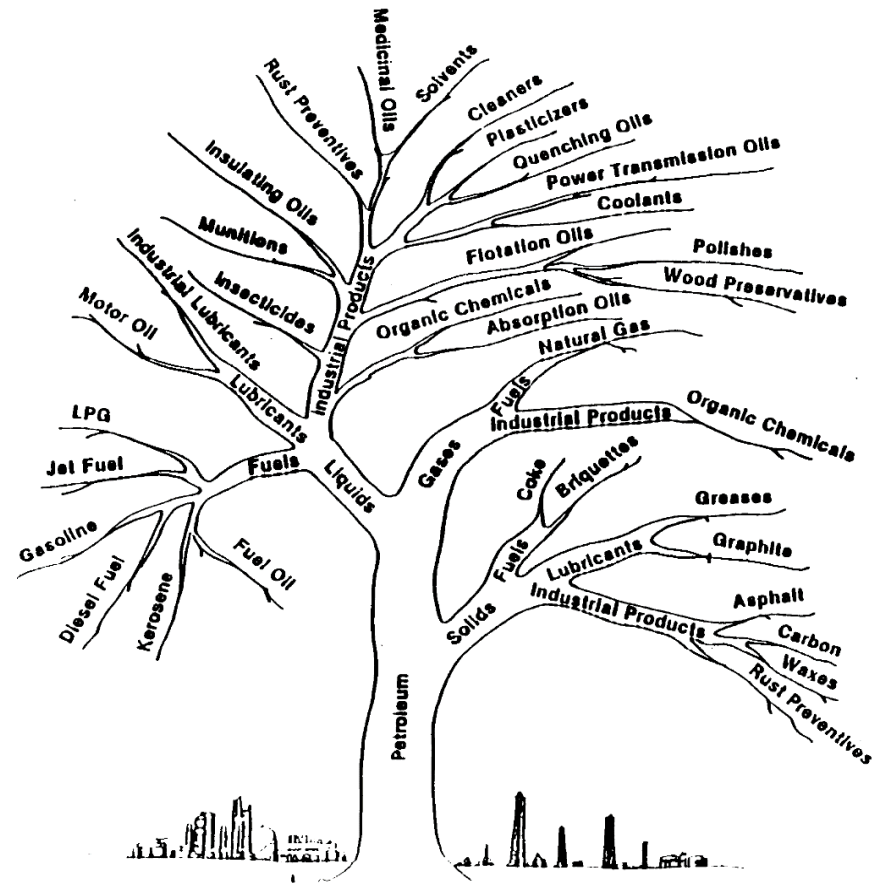 Medicinal Oils
Rust Preventives
Solvents
Cleaners
Plasticizers
Quenching Oils
Power Transmission Oils
Coolants
Insulating Oils
Munitions
Flotation Oils
Polishes
Wood Preservatives
Industrial Lubricants
Insecticides
Industrial Products
Organic Chemicals
Absorption Oils
Natural Gas
Motor Oil
Lubricants
Fuels
Industrial Products
Organic Chemicals
LPG
Jet Fuel
Fuels
Liquids
Gases
Coke
Briquettes
Greases
Gasoline
Diesel Fuel
Kerosene
Fuel Oil
Fuels
Lubricants
Graphite
Solids
Industrial Products
Asphalt
Carbon
Waxes
Rust Preventives
Petroleum